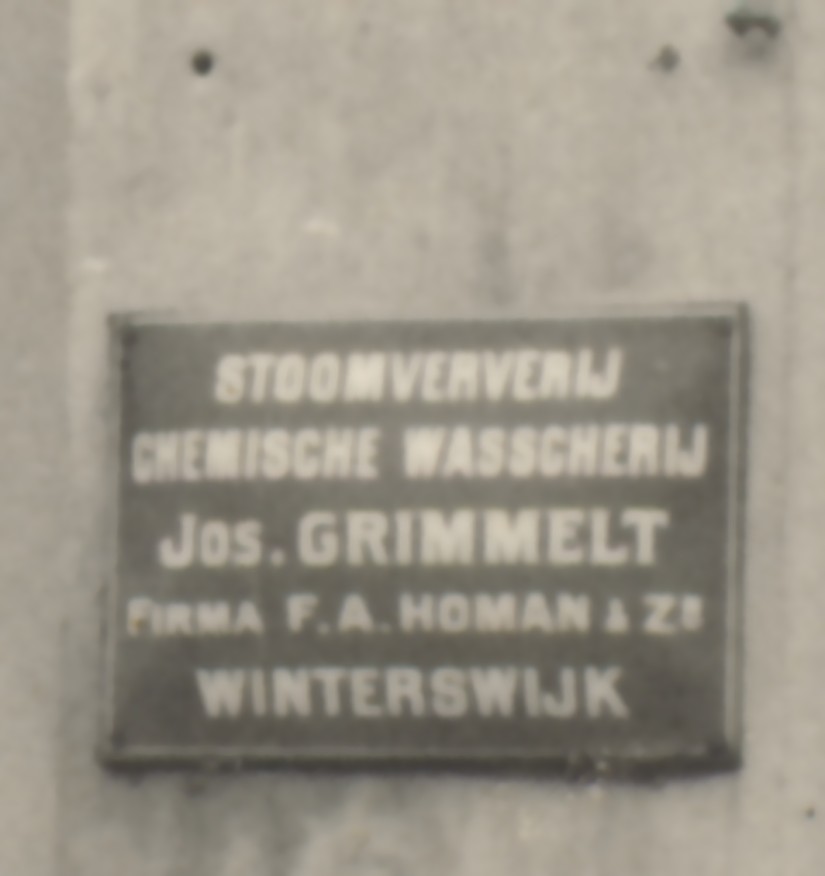 STOOMVERVERIJ
CHEMISCHE WASSCHERIJ
Jos. GRIMMELT
FIRMA F.A. HOMAN & Zn
WINTERSWIJK